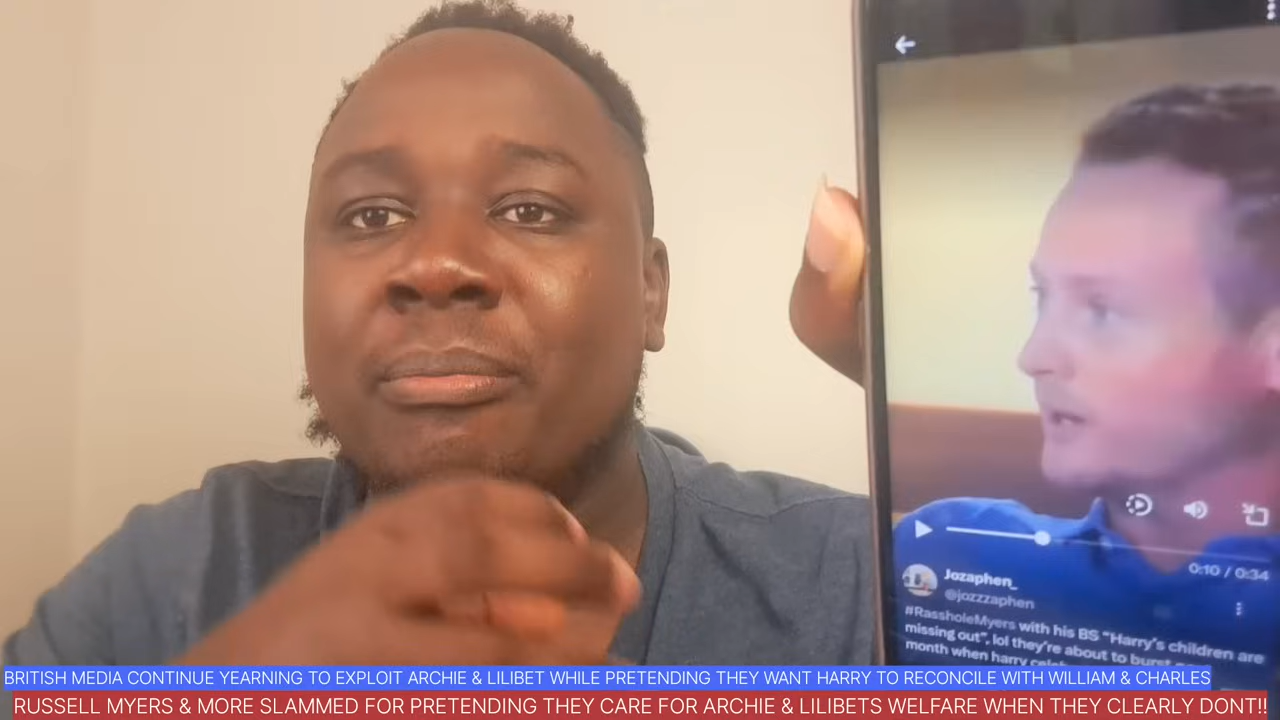 0:10 / 0:34
Jozaphen_
@jozzzaphen
#RassholeMyers with his BS “Harry's children are
missing out”, lol they're about to burst
month when harry
BRITISH MEDIA CONTINUE YEARNING TO EXPLOIT ARCHIE & LILIBET WHILE PRETENDING THEY WANT HARRY TO RECONCILE WITH WILLIAM & CHARLES
RUSSELL MYERS & MORE SLAMMED FOR PRETENDING THEY CARE FOR ARCHIE & LILIBETS WELFARE WHEN THEY CLEARLY DONT!!